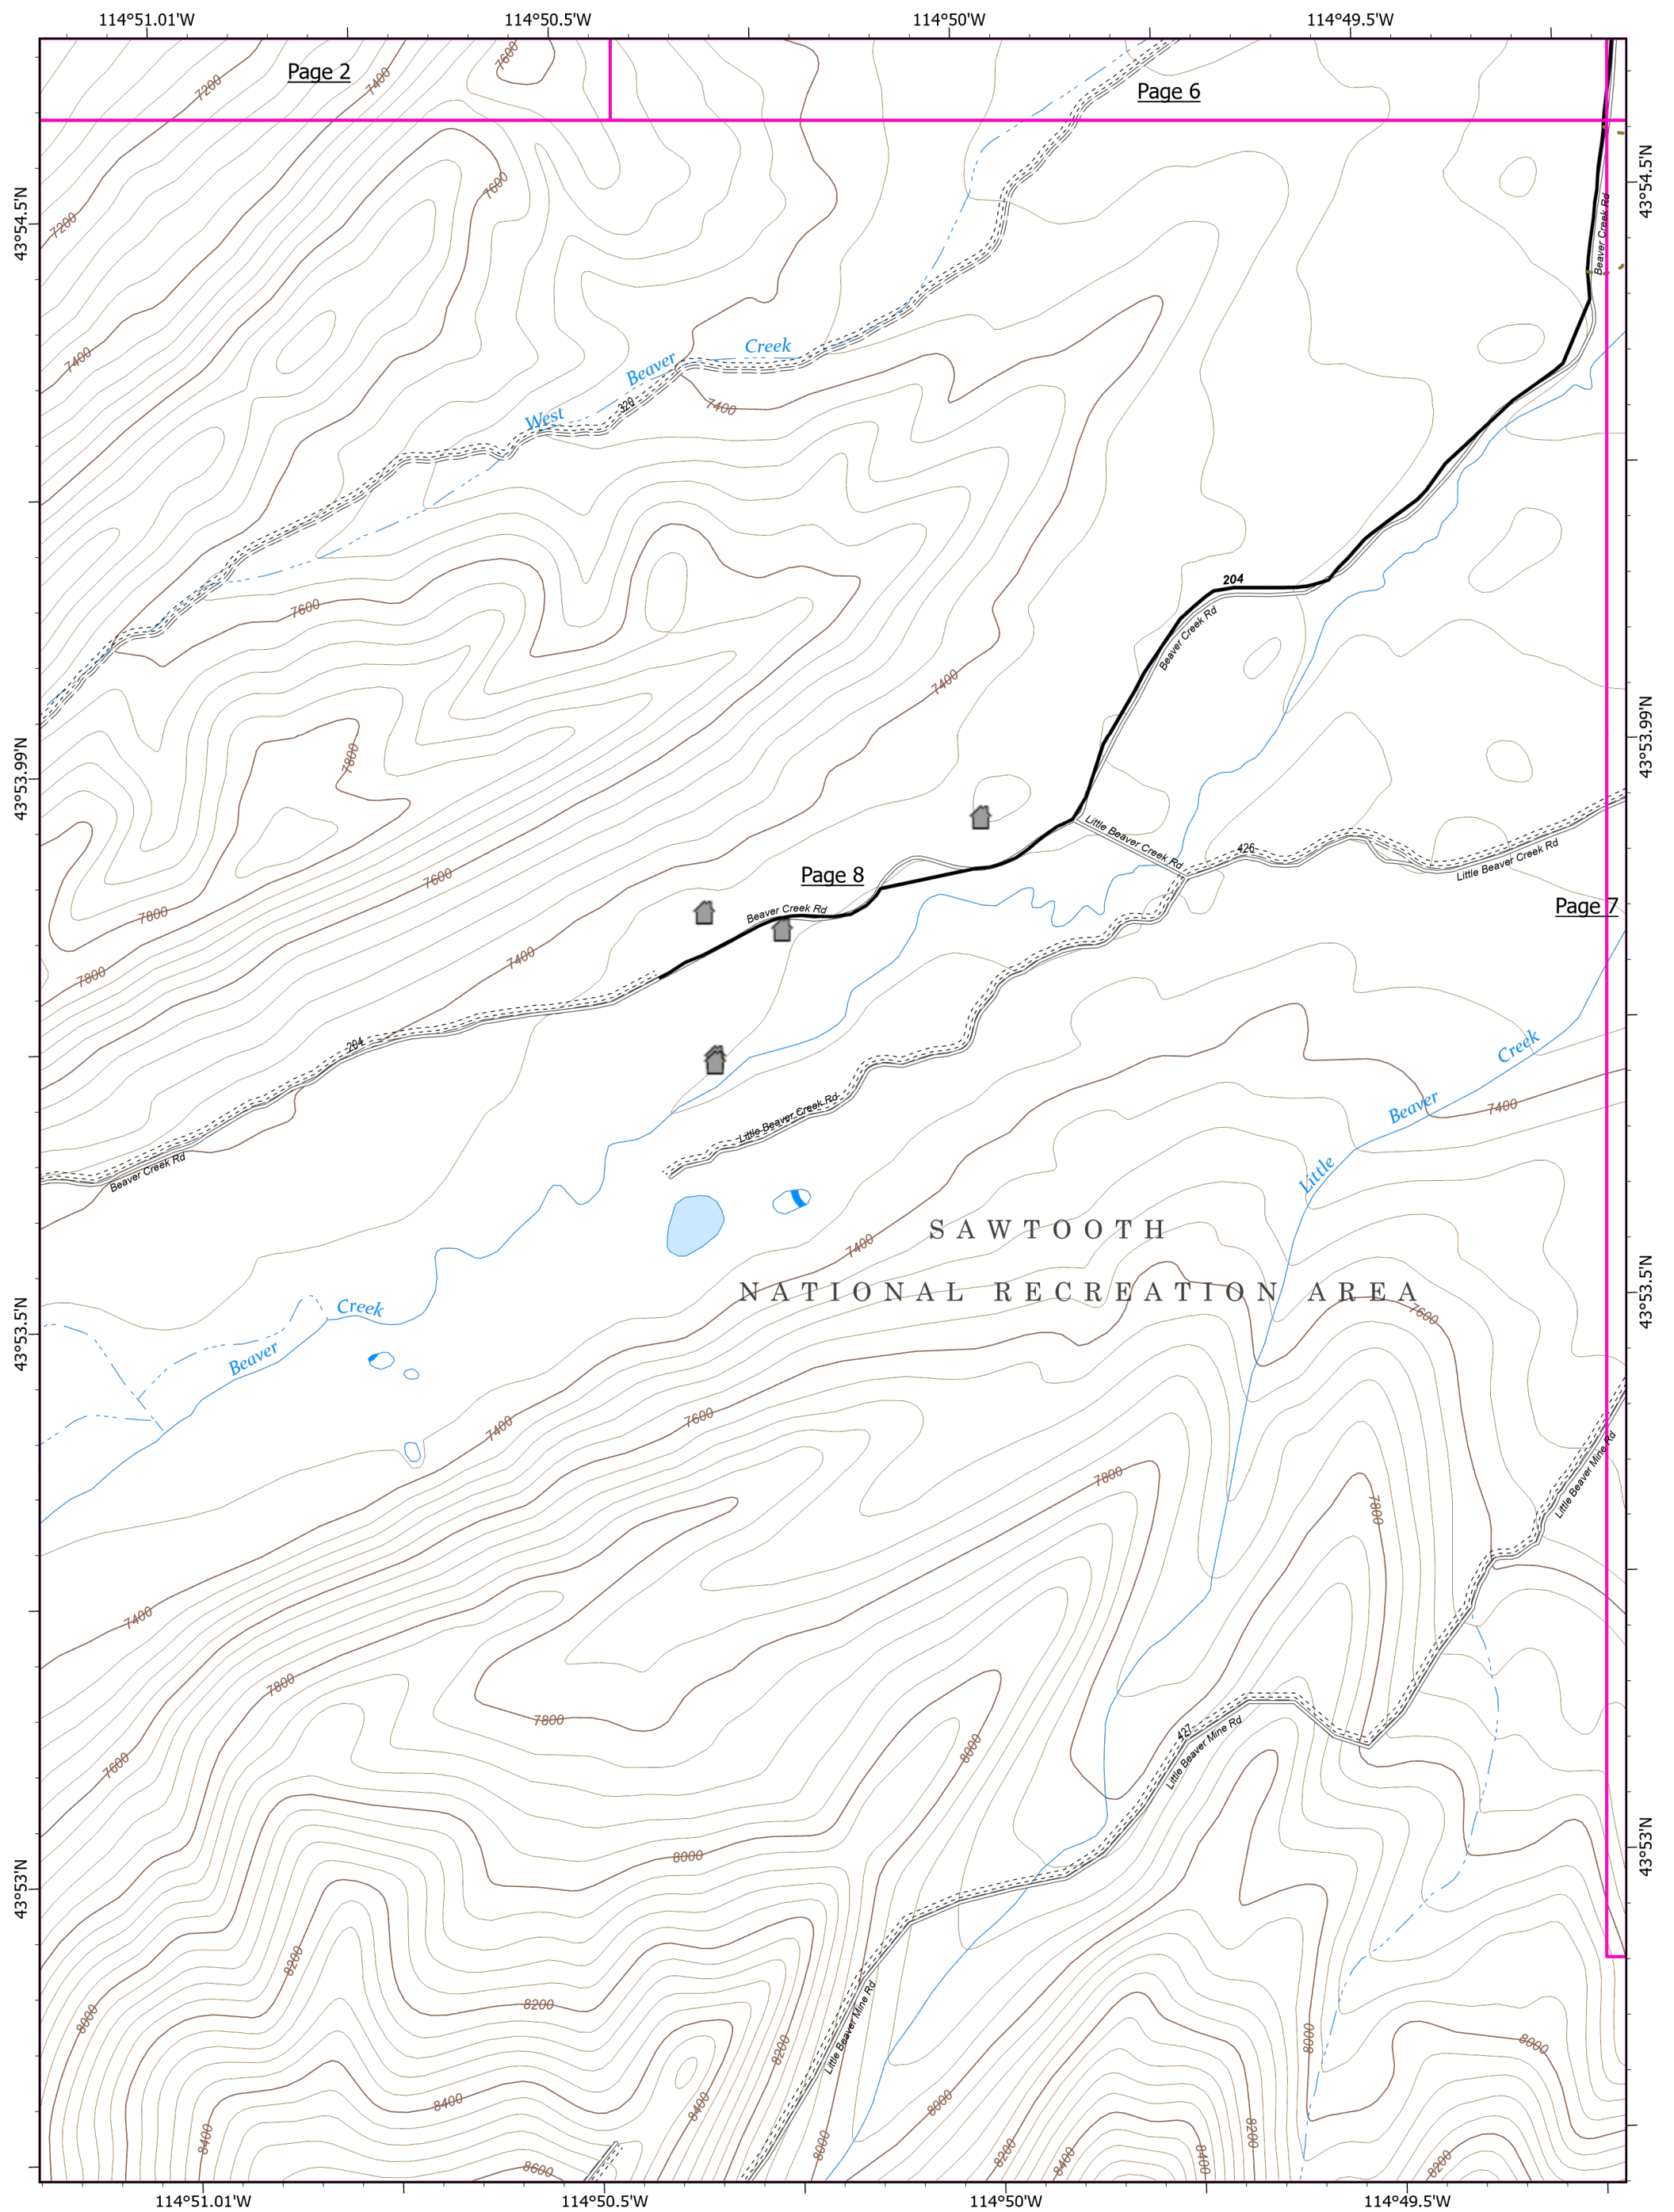 114°51.01'W
114°50.5'W
114°50'W
114°49.5'W
7600
Page 2
7400
7200
Page 6
43°54.5'N
43°54.5'N
7600
7200
Beaver Creek Rd
Creek
7400
Beaver
320
7400
West
204
7600
Beaver Creek Rd
7400
43°53.99'N
43°53.99'N
7800
Little Beaver Creek Rd
426
Little Beaver Creek Rd
Page 8
7600
Page 7
7800
Beaver Creek Rd
7400
7800
204
Creek
Beaver
7400
Little Beaver Creek Rd
Beaver Creek Rd
Little
SAWTOOTH
7400
NATIONAL RECREATION AREA
43°53.5'N
43°53.5'N
Creek
7600
Beaver
7600
7400
Little Beaver Mine Rd
7800
7800
7400
7800
7800
427
Little Beaver Mine Rd
8000
7600
8000
43°53'N
43°53'N
8200
8200
Little Beaver Mine Rd
8000
8200
8000
8000
8400
8400
8000
8200
8400
8000
8200
8400
8400
8200
8600
114°51.01'W
114°50.5'W
114°50'W
114°49.5'W